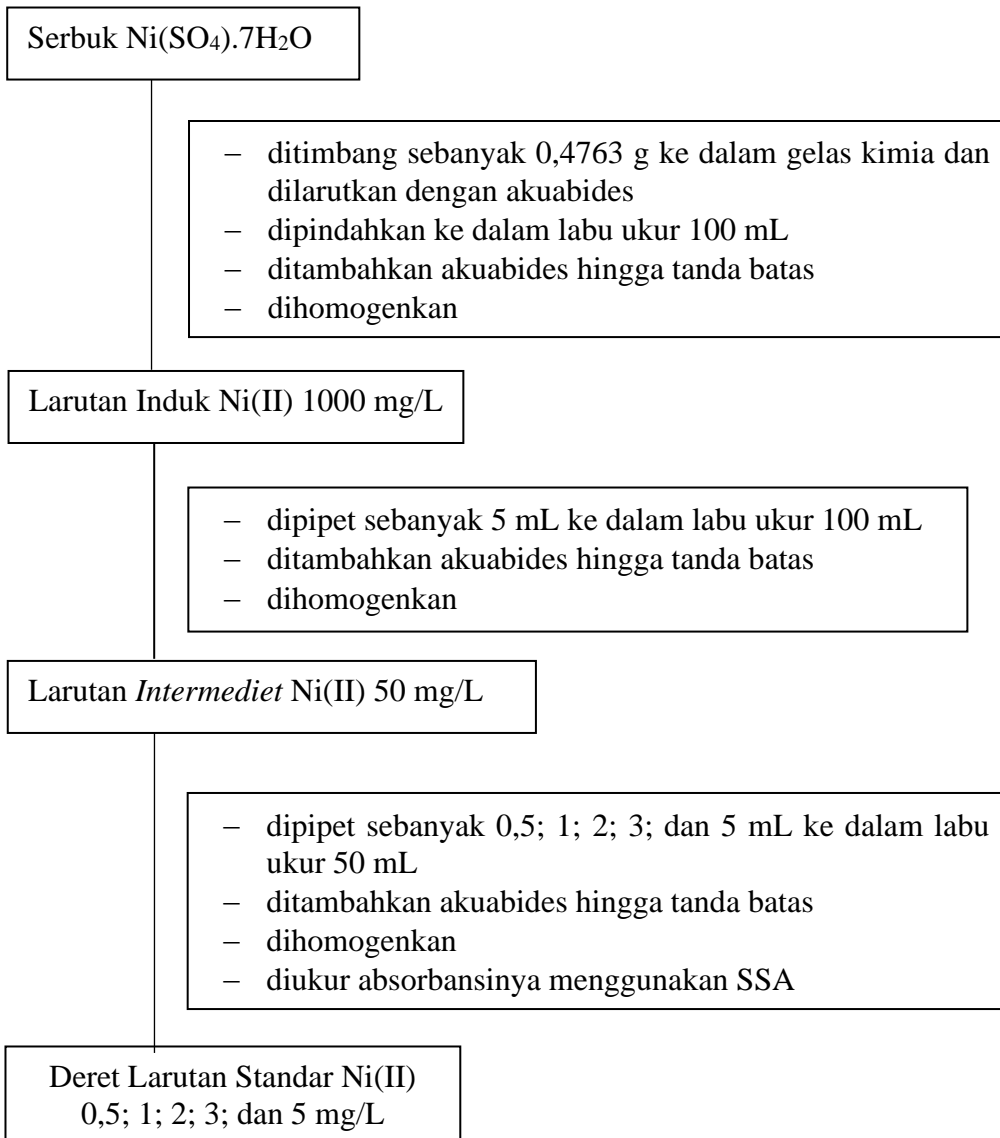 Serbuk Ni(SO₄).7H₂O
– ditimbang sebanyak 0,4763 g ke dalam gelas kimia dan
dilarutkan dengan akuabides
– dipindahkan ke dalam labu ukur 100 mL
– ditambahkan akuabides hingga tanda batas
– dihomogenkan
Larutan Induk Ni(II) 1000 mg/L
– dipipet sebanyak 5 mL ke dalam labu ukur 100 mL
– ditambahkan akuabides hingga tanda batas
– dihomogenkan
Larutan Intermediet Ni(II) 50 mg/L
– dipipet sebanyak 0,5; 1; 2; 3; dan 5 mL ke dalam labu
ukur 50 mL
– ditambahkan akuabides hingga tanda batas
– dihomogenkan
– diukur absorbansinya menggunakan SSA
Deret Larutan Standar Ni(II)
0,5; 1; 2; 3; dan 5 mg/L